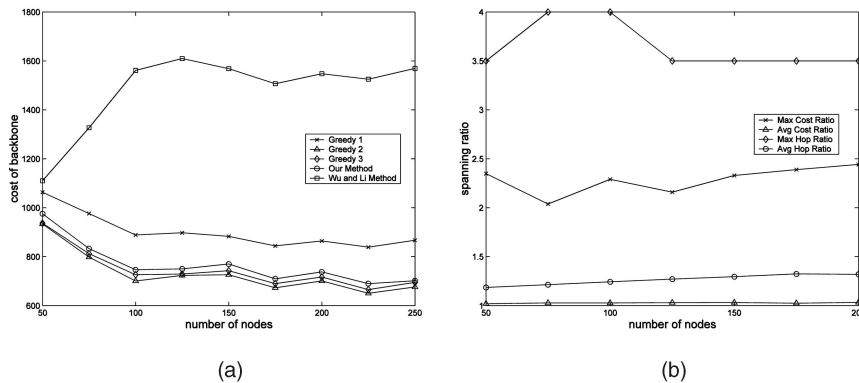 1800
1600
1400
1200
1000
800
600
cost of backbone
50
100
150
200
250
number of nodes
Greedy 1
Greedy 2
Greedy 3
Our Method
Wu and Li Method
(a)
4
3.5
3
2.5
2
1.5
1
spanning ratio
50
100
150
200
number of nodes
Max Cost Ratio
Avg Cost Ratio
Max Hop Ratio
Avg Hop Ratio
(b)